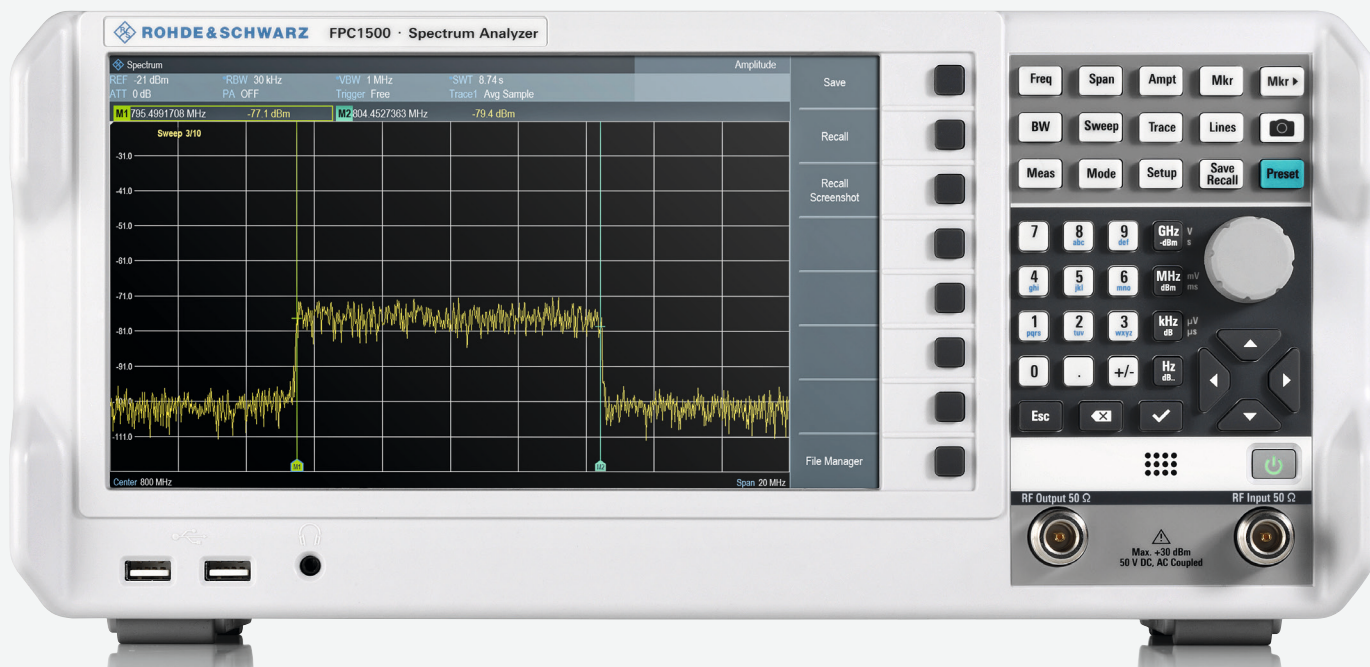 ROHDE&SCHWARZ FPC1500 · Spectrum Analyzer
Spectrum Amplitude
REF -21 dBm °RBW 30 kHz °VBW 1 MHz °SWT 8.74 s
ATT 0 dB PA OFF Trigger Free Trace1 Avg Sample
M1 795.4991708 MHz -77.1 dBm M2 804.4527363 MHz -79.4 dBm
Sweep 3/10
-31.0
-41.0
-51.0
-61.0
-71.0
-81.0
-91.0
-111.0
M1 M2
Center 800 MHz Span 20 MHz
Save
Recall
Recall
Screenshot
File Manager
Freq Span Ampt Mkr Mkr
BW Sweep Trace Lines
Meas Mode Setup Save
Recall Preset
7 8 9 GHz V
abc def -dBm s
4 5 6 MHz mV
ghi jkl mno dBm ms
1 2 3 kHz µV
pqrs tuv wxyz dB µs
0 . +/- Hz
dB..
Esc
RF Output 50 Ω RF Input 50 Ω
Max. +30 dBm
50 V DC, AC Coupled